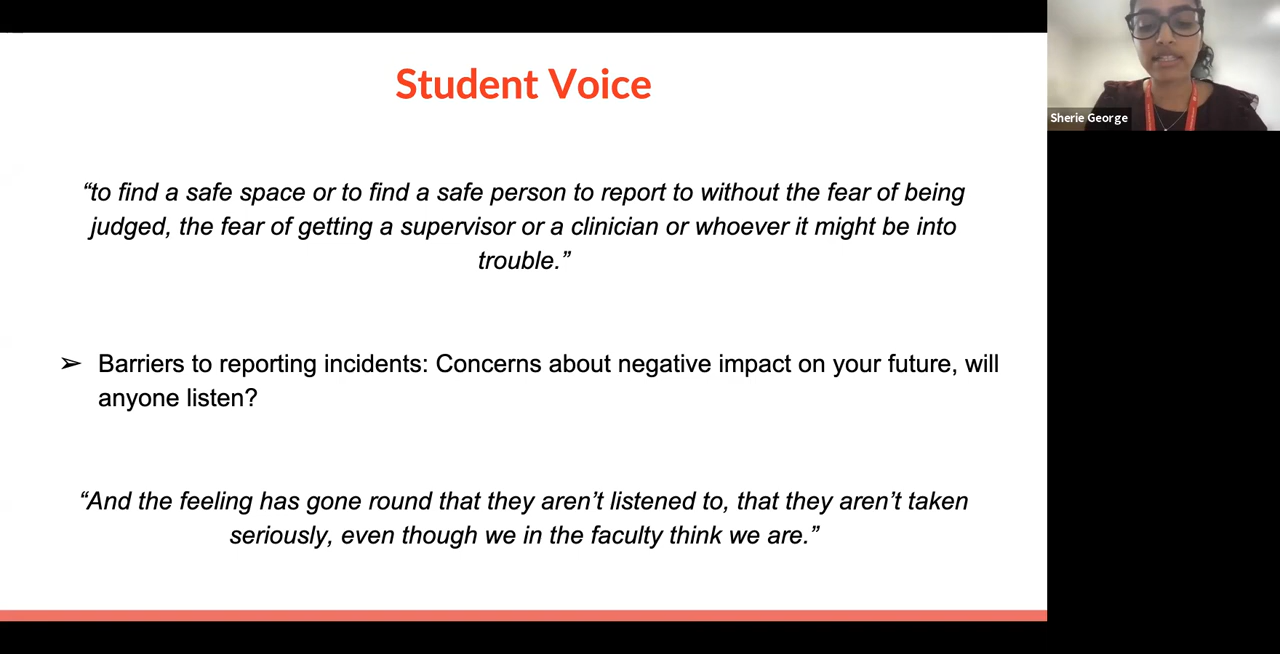 Student Voice
“to find a safe space or to find a safe person to report to without the fear of being
judged, the fear of getting a supervisor or a clinician or whoever it might be into
trouble.”
➢ Barriers to reporting incidents: Concerns about negative impact on your future, will
anyone listen?
“And the feeling has gone round that they aren’t listened to, that they aren’t taken
seriously, even though we in the faculty think we are.”
Sherie George